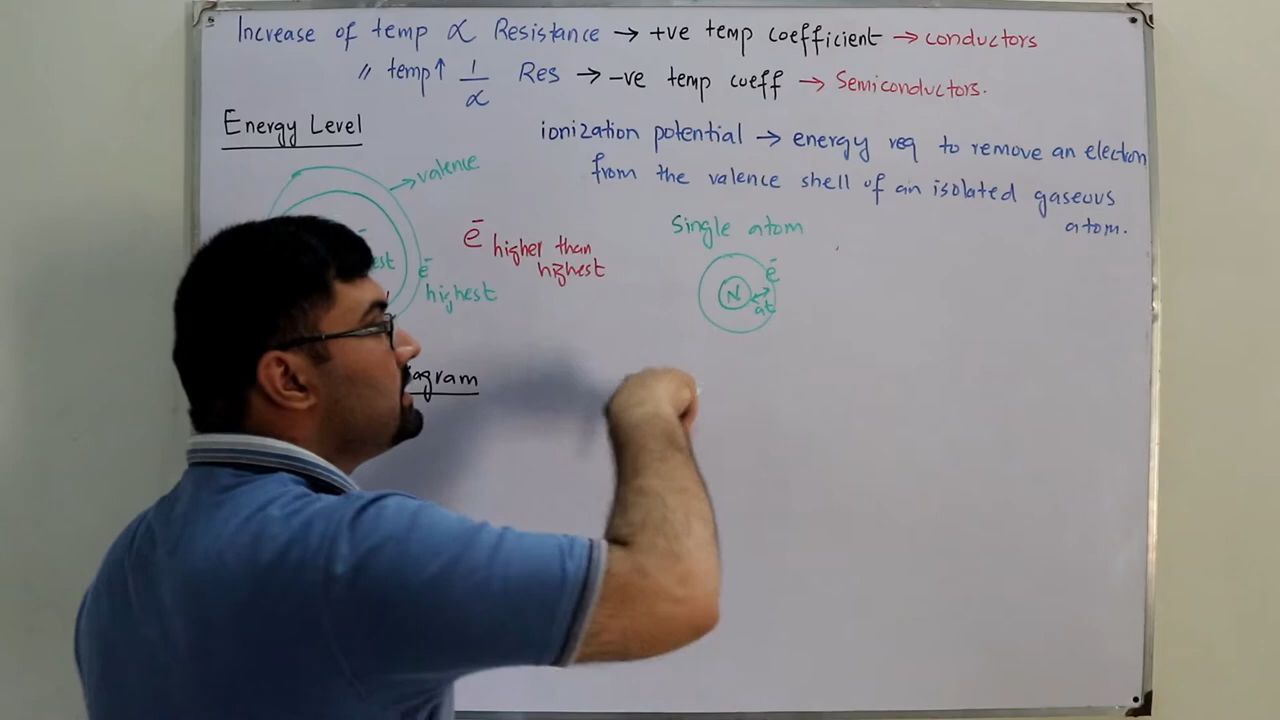 Increase of temp ∝ Resistance → +ve temp coefficient → conductors
〃 temp↑ 1/∝ Res → -ve temp coeff → Semiconductors.
Energy Level
ionization potential → energy req to remove an electron
from the valence shell of an isolated gaseous
atom.
valence
e⁻ higher than
highest
e⁻
highest
Single atom
e⁻
N
at